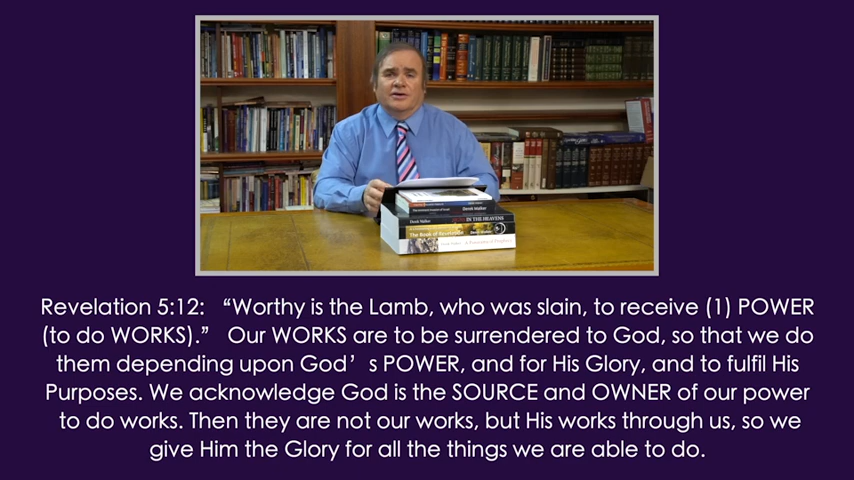 Derek Walker
Derek Walker
IN THE HEAVENS
The Book of Revelation
Derek Walker
Revelation 5:12: “Worthy is the Lamb, who was slain, to receive (1) POWER
(to do WORKS).” Our WORKS are to be surrendered to God, so that we do
them depending upon God’s POWER, and for His Glory, and to fulfil His
Purposes. We acknowledge God is the SOURCE and OWNER of our power
to do works. Then they are not our works, but His works through us, so we
give Him the Glory for all the things we are able to do.